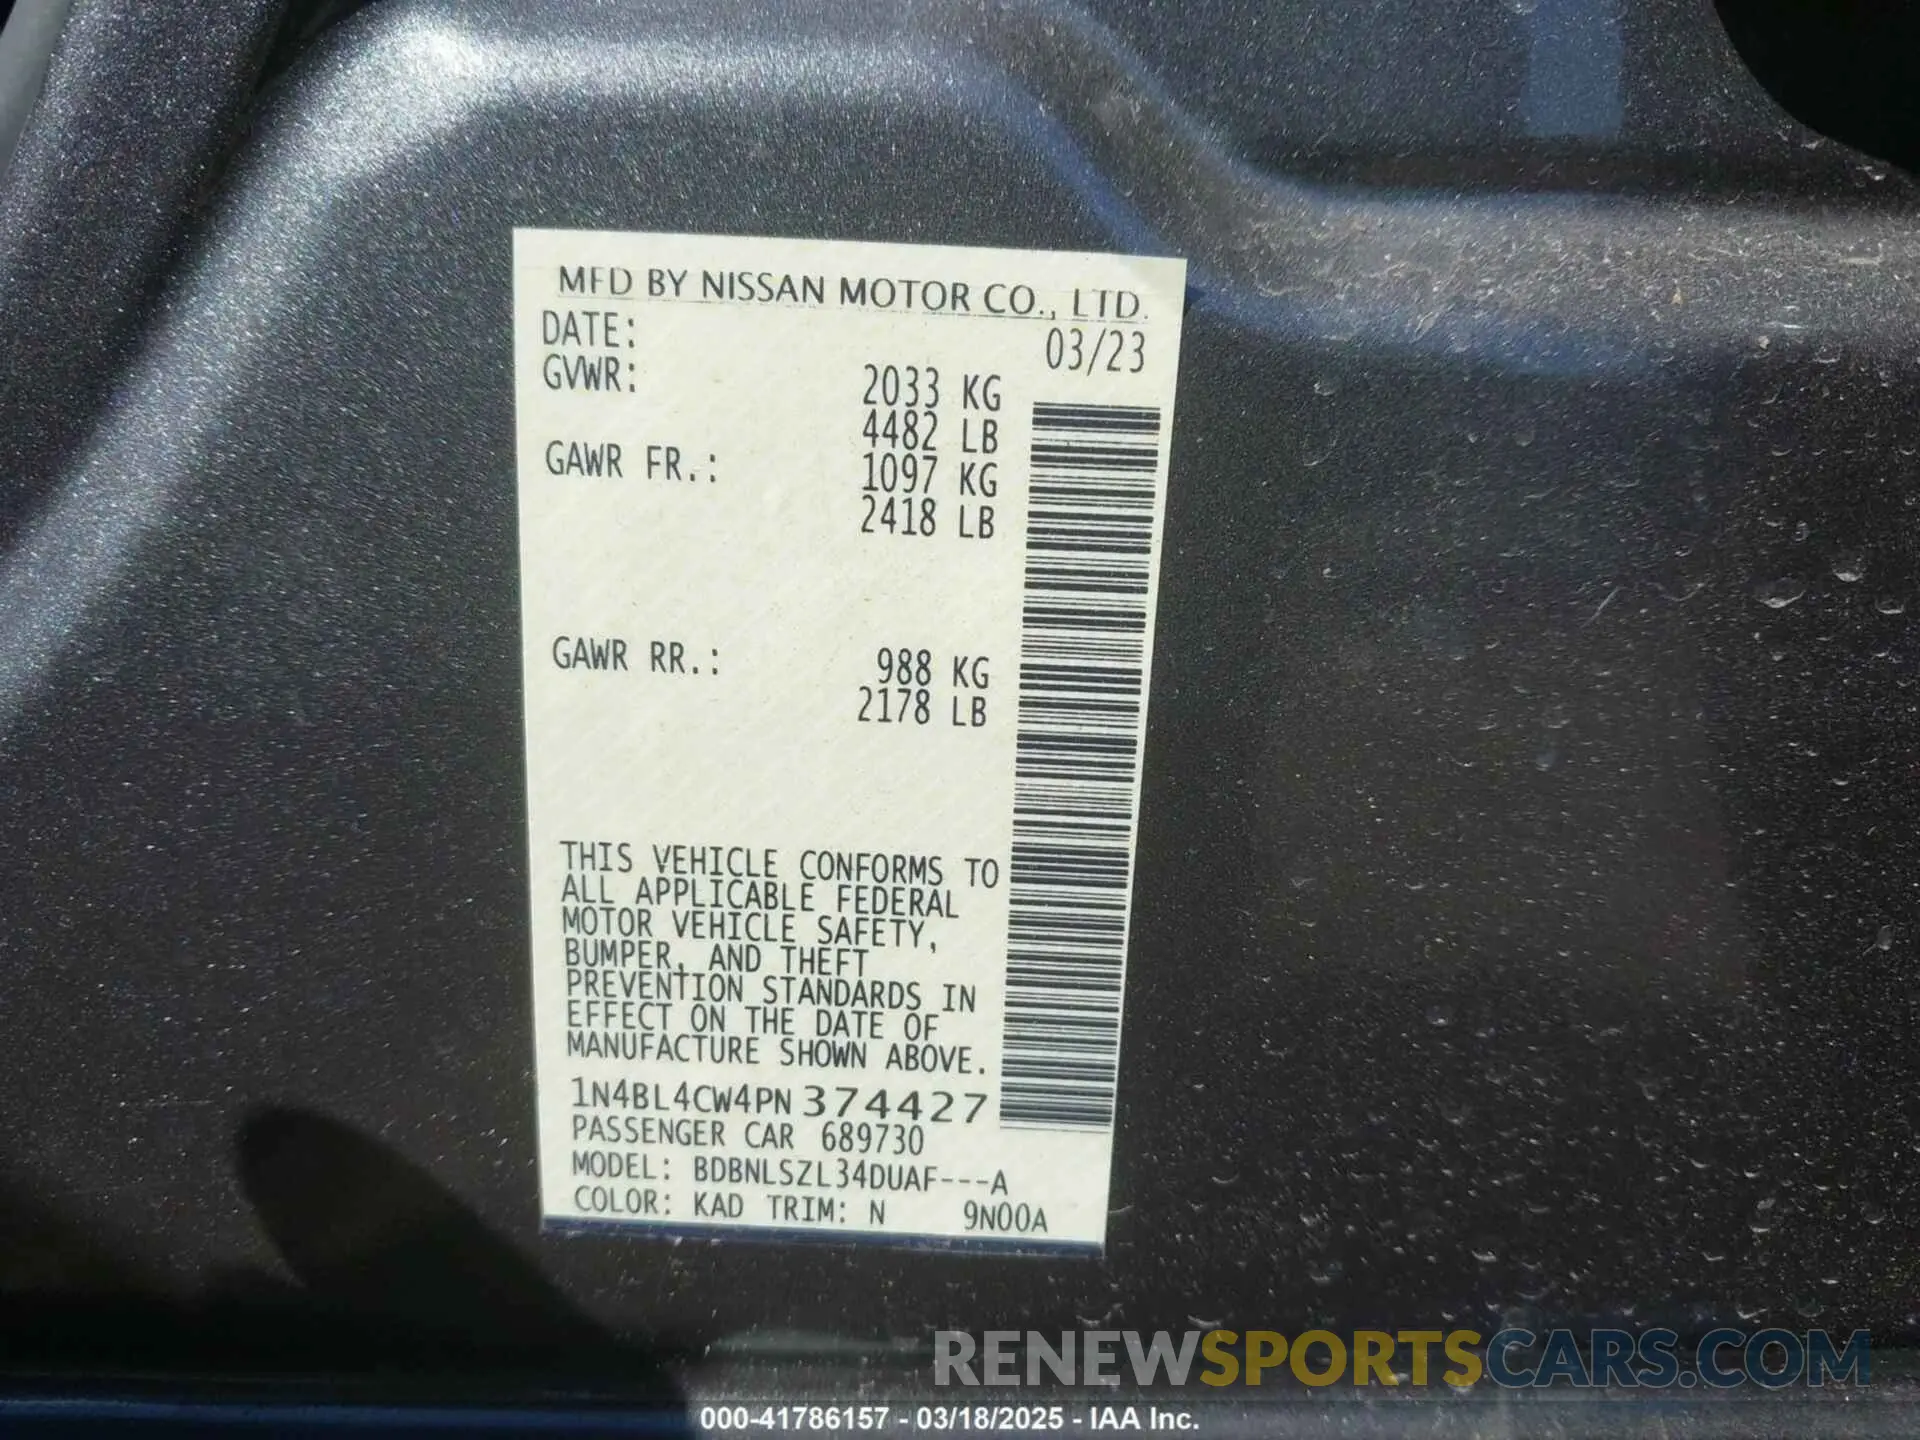 MFD BY NISSAN MOTOR CO., LTD.
DATE: 03/23
GVWR: 2033 KG
4482 LB
GAWR FR.: 1097 KG
2418 LB
GAWR RR.: 988 KG
2178 LB
THIS VEHICLE CONFORMS TO
ALL APPLICABLE FEDERAL
MOTOR VEHICLE SAFETY,
BUMPER, AND THEFT
PREVENTION STANDARDS IN
EFFECT ON THE DATE OF
MANUFACTURE SHOWN ABOVE.
1N4BL4CW4PN374427
PASSENGER CAR 689730
MODEL: BDBNLSZL34DUAF---A
COLOR: KAD TRIM: N 9N00A
RENEWSPORTSCARS.COM
000-41786157 - 03/18/2025 - IAA Inc.